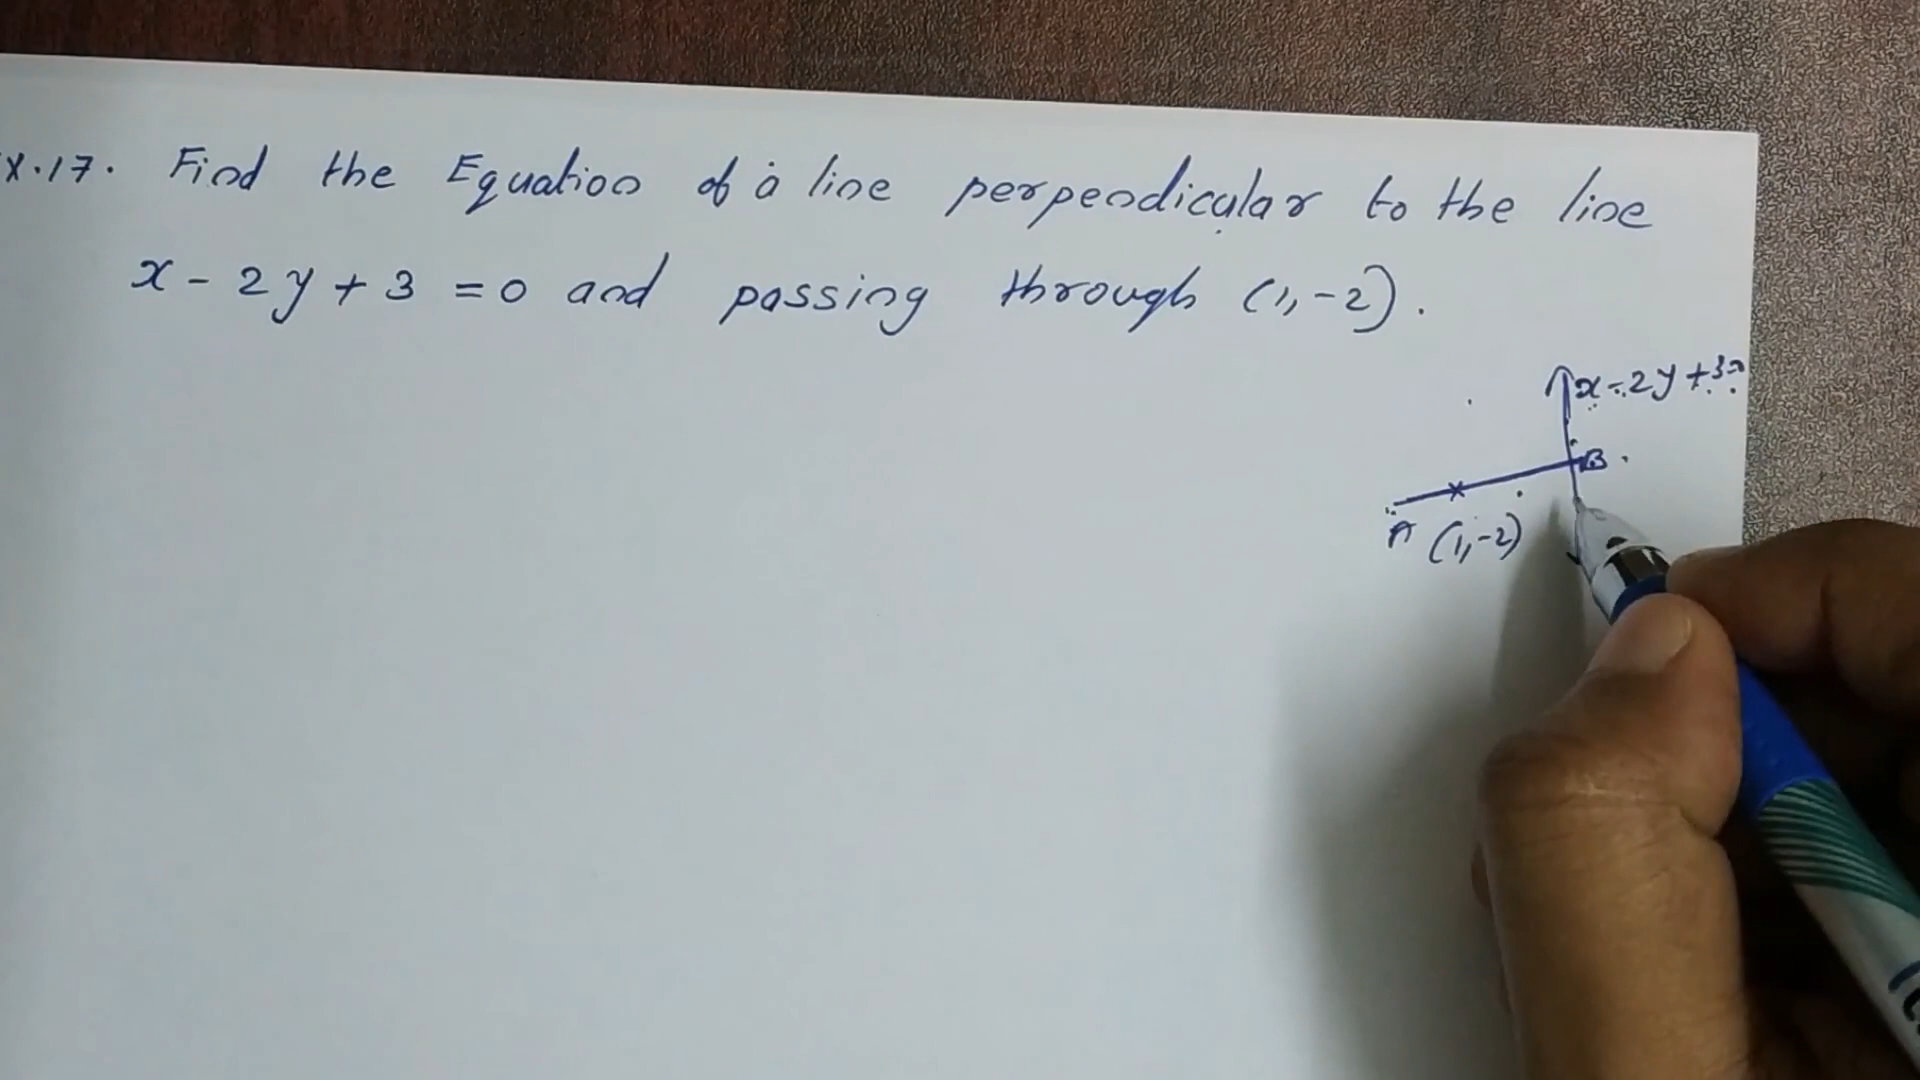 x.17. Find the Equation of a line perpendicular to the line
x - 2y + 3 = 0 and passing through (1, -2).
x - 2y + 3=
B
A (1, -2)